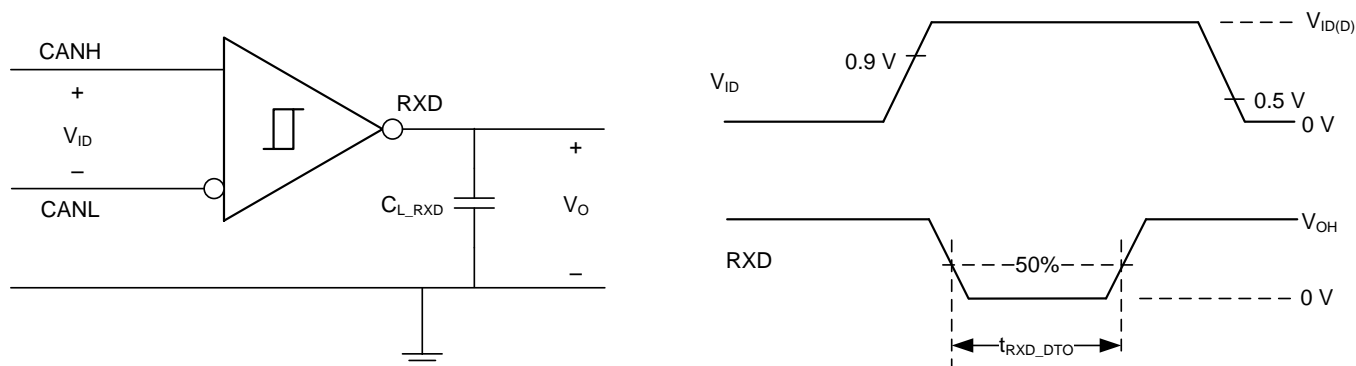 CANH
+
V_ID
−
CANL
RXD
C_L_RXD
+
V_O
−
V_ID
0.9 V
V_ID(D)
0.5 V
0 V
RXD
50%
V_OH
0 V
t_RXD_DTO